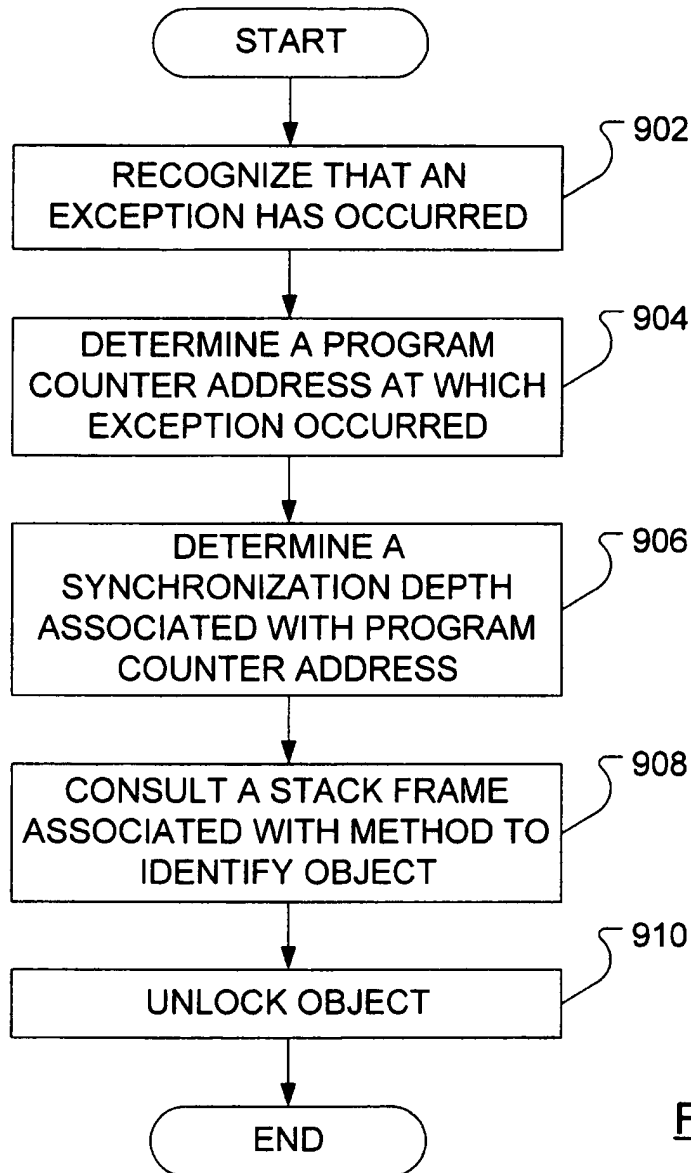 START
902
RECOGNIZE THAT AN
EXCEPTION HAS OCCURRED
904
DETERMINE A PROGRAM
COUNTER ADDRESS AT WHICH
EXCEPTION OCCURRED
906
DETERMINE A
SYNCHRONIZATION DEPTH
ASSOCIATED WITH PROGRAM
COUNTER ADDRESS
908
CONSULT A STACK FRAME
ASSOCIATED WITH METHOD TO
IDENTIFY OBJECT
910
UNLOCK OBJECT
END